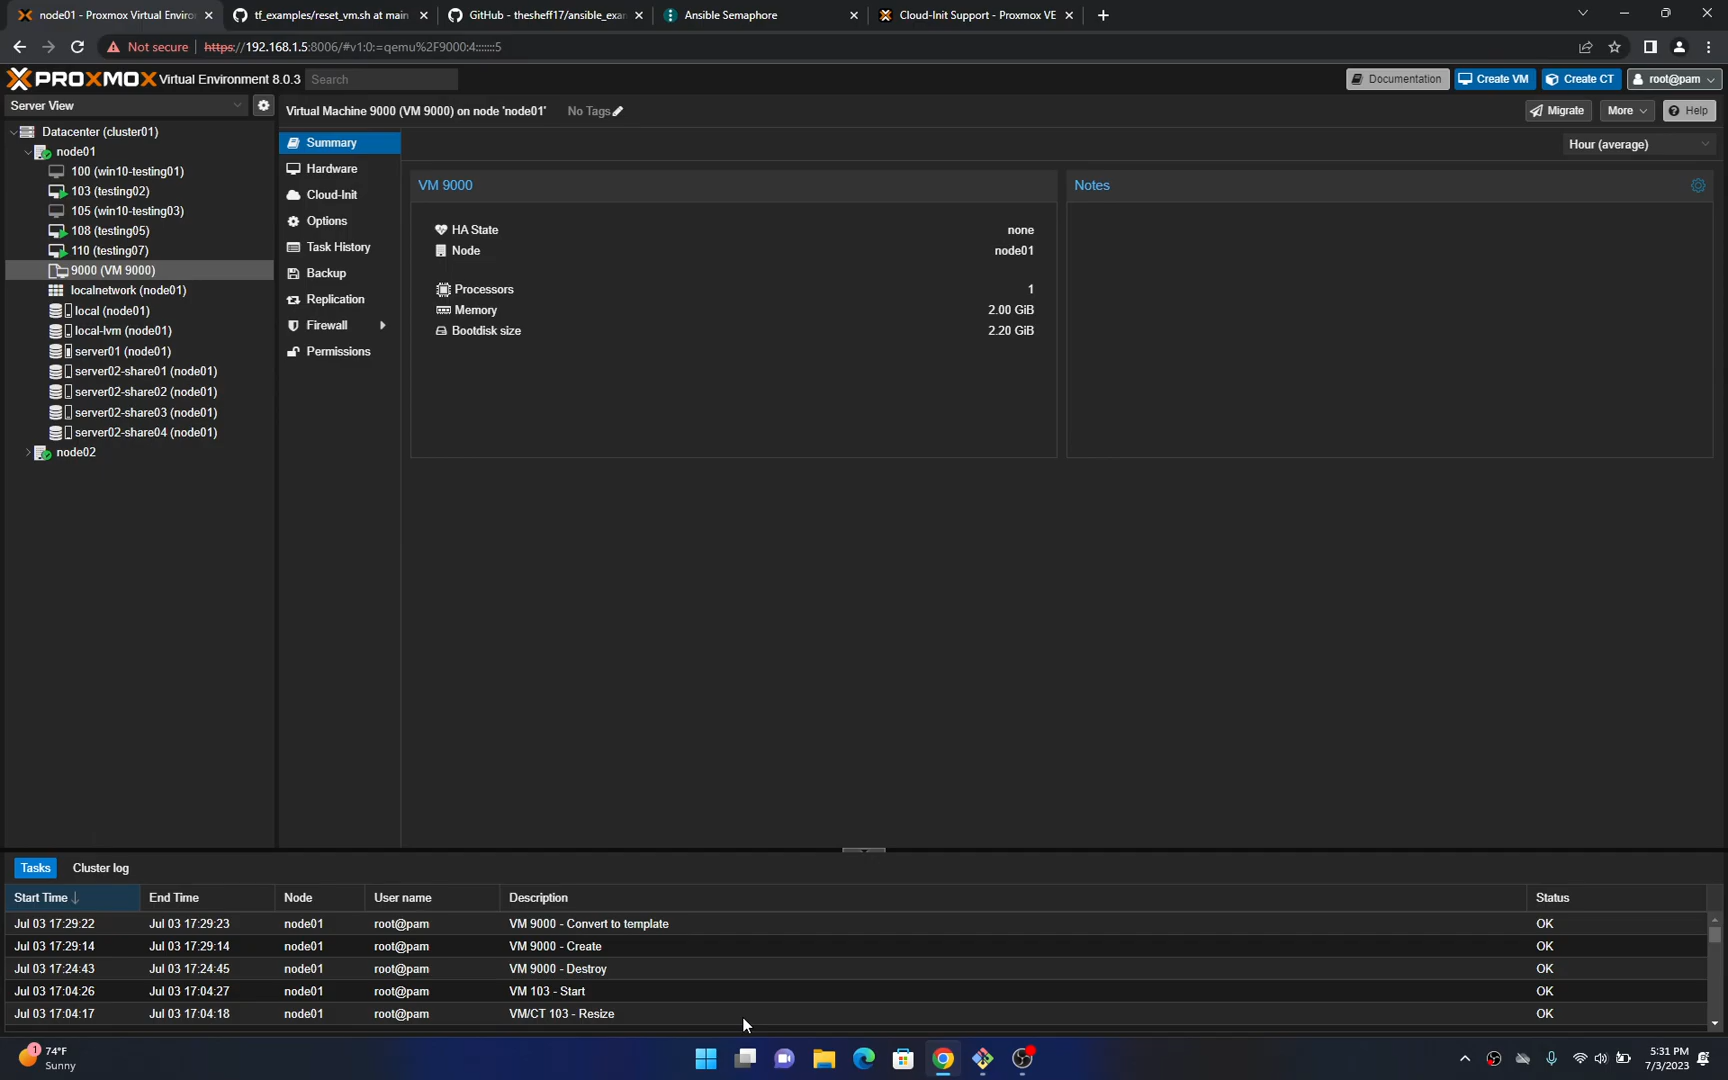 node01 - Proxmox Virtual Enviro
tf_examples/reset_vm.sh at main
GitHub - thesheff17/ansible_exa
Ansible Semaphore
Cloud-Init Support - Proxmox VE
Not secure
https://192.168.1.5:8006/#v1:0:=qemu%2F9000:4:::::::5
PROXMOX Virtual Environment 8.0.3
Search
Documentation
Create VM
Create CT
root@pam
Server View
Virtual Machine 9000 (VM 9000) on node 'node01'
No Tags
Migrate
More
Help
Datacenter (cluster01)
node01
100 (win10-testing01)
103 (testing02)
105 (win10-testing03)
108 (testing05)
110 (testing07)
9000 (VM 9000)
localnetwork (node01)
local (node01)
local-lvm (node01)
server01 (node01)
server02-share01 (node01)
server02-share02 (node01)
server02-share03 (node01)
server02-share04 (node01)
node02
Summary
Hardware
Cloud-Init
Options
Task History
Backup
Replication
Firewall
Permissions
Hour (average)
VM 9000
HA State none
Node node01
Processors 1
Memory 2.00 GiB
Bootdisk size 2.20 GiB
Notes
Tasks
Cluster log
Start Time End Time Node User name Description Status
Jul 03 17:29:22 Jul 03 17:29:23 node01 root@pam VM 9000 - Convert to template OK
Jul 03 17:29:14 Jul 03 17:29:14 node01 root@pam VM 9000 - Create OK
Jul 03 17:24:43 Jul 03 17:24:45 node01 root@pam VM 9000 - Destroy OK
Jul 03 17:04:26 Jul 03 17:04:27 node01 root@pam VM 103 - Start OK
Jul 03 17:04:17 Jul 03 17:04:18 node01 root@pam VM/CT 103 - Resize OK
1
74°F
Sunny
5:31 PM
7/3/2023